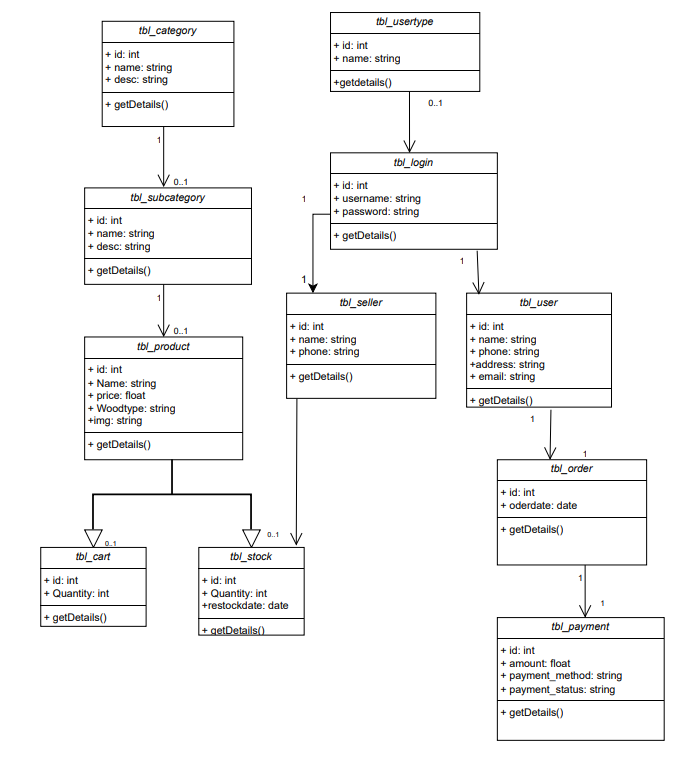 tbl_category
+ id: int
+ name: string
+ desc: string
+ getDetails()
1
0..1
tbl_subcategory
+ id: int
+ name: string
+ desc: string
+ getDetails()
1
0..1
tbl_product
+ id: int
+ Name: string
+ price: float
+ Woodtype: string
+img: string
+ getDetails()
0..1
tbl_cart
+ id: int
+ Quantity: int
+ getDetails()
0..1
tbl_stock
+ id: int
+ Quantity: int
+restockdate: date
+ getDetails()
tbl_usertype
+ id: int
+ name: string
+getdetails()
0..1
tbl_login
+ id: int
+ username: string
+ password: string
+ getDetails()
1
1
tbl_seller
+ id: int
+ name: string
+ phone: string
+ getDetails()
1
tbl_user
+ id: int
+ name: string
+ phone: string
+address: string
+ email: string
+ getDetails()
1
1
tbl_order
+ id: int
+ oderdate: date
+ getDetails()
1
1
tbl_payment
+ id: int
+ amount: float
+ payment_method: string
+ payment_status: string
+ getDetails()